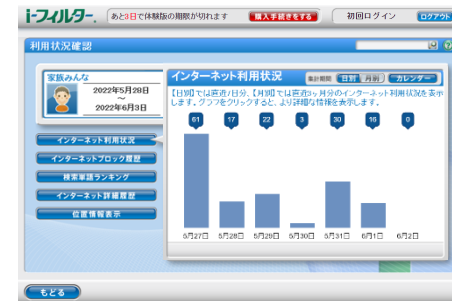 i-フィルター。 あと3日で体験版の期限が切れます 購入手続きをする 初回ログイン ログアウト
利用状況確認
家族みんな
2022年5月28日
～
2022年6月3日
インターネット利用状況
インターネットブロック履歴
検索単語ランキング
インターネット詳細履歴
位置情報表示
インターネット利用状況 集計期間 日別 月別 カレンダー
【日別】では直近7日分、【月別】では直近3ヶ月分のインターネット利用状況を表示
します。グラフをクリックすると、より詳細な情報を表示します。
61 17 22 3 30 16 0
5月27日 5月28日 5月29日 5月30日 5月31日 6月1日 6月2日
もどる